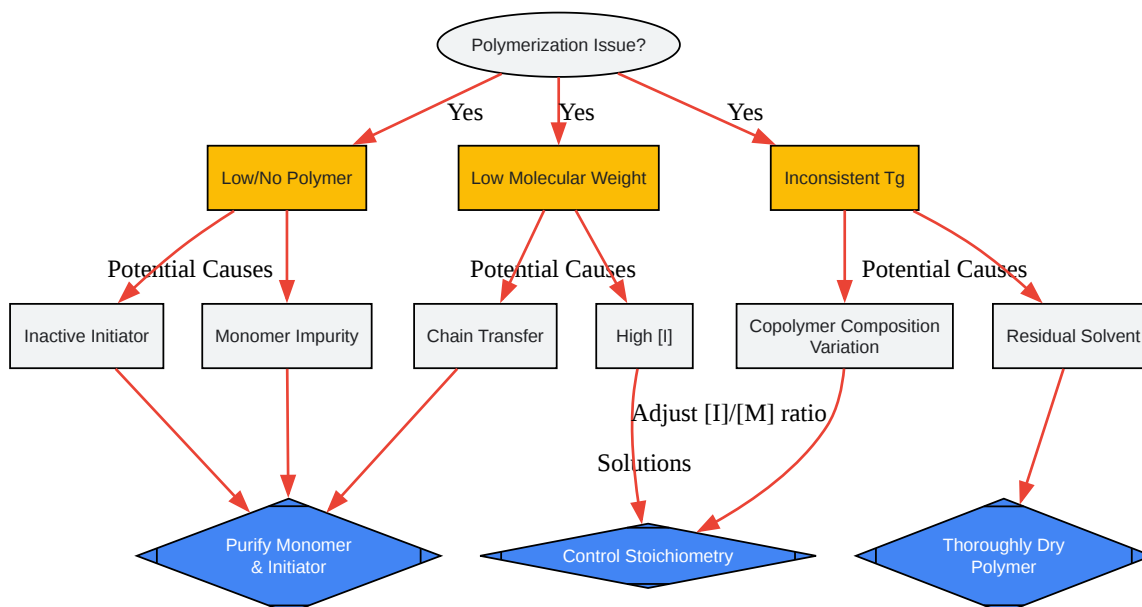 Polymerization Issue?
Yes
Yes
Yes
Low/No Polymer
Low Molecular Weight
Inconsistent Tg
Potential Causes
Potential Causes
Potential Causes
Inactive Initiator
Monomer Impurity
Chain Transfer
High [I]
Copolymer Composition
Variation
Residual Solvent
Adjust [I]/[M] ratio
Solutions
Purify Monomer
& Initiator
Control Stoichiometry
Thoroughly Dry
Polymer